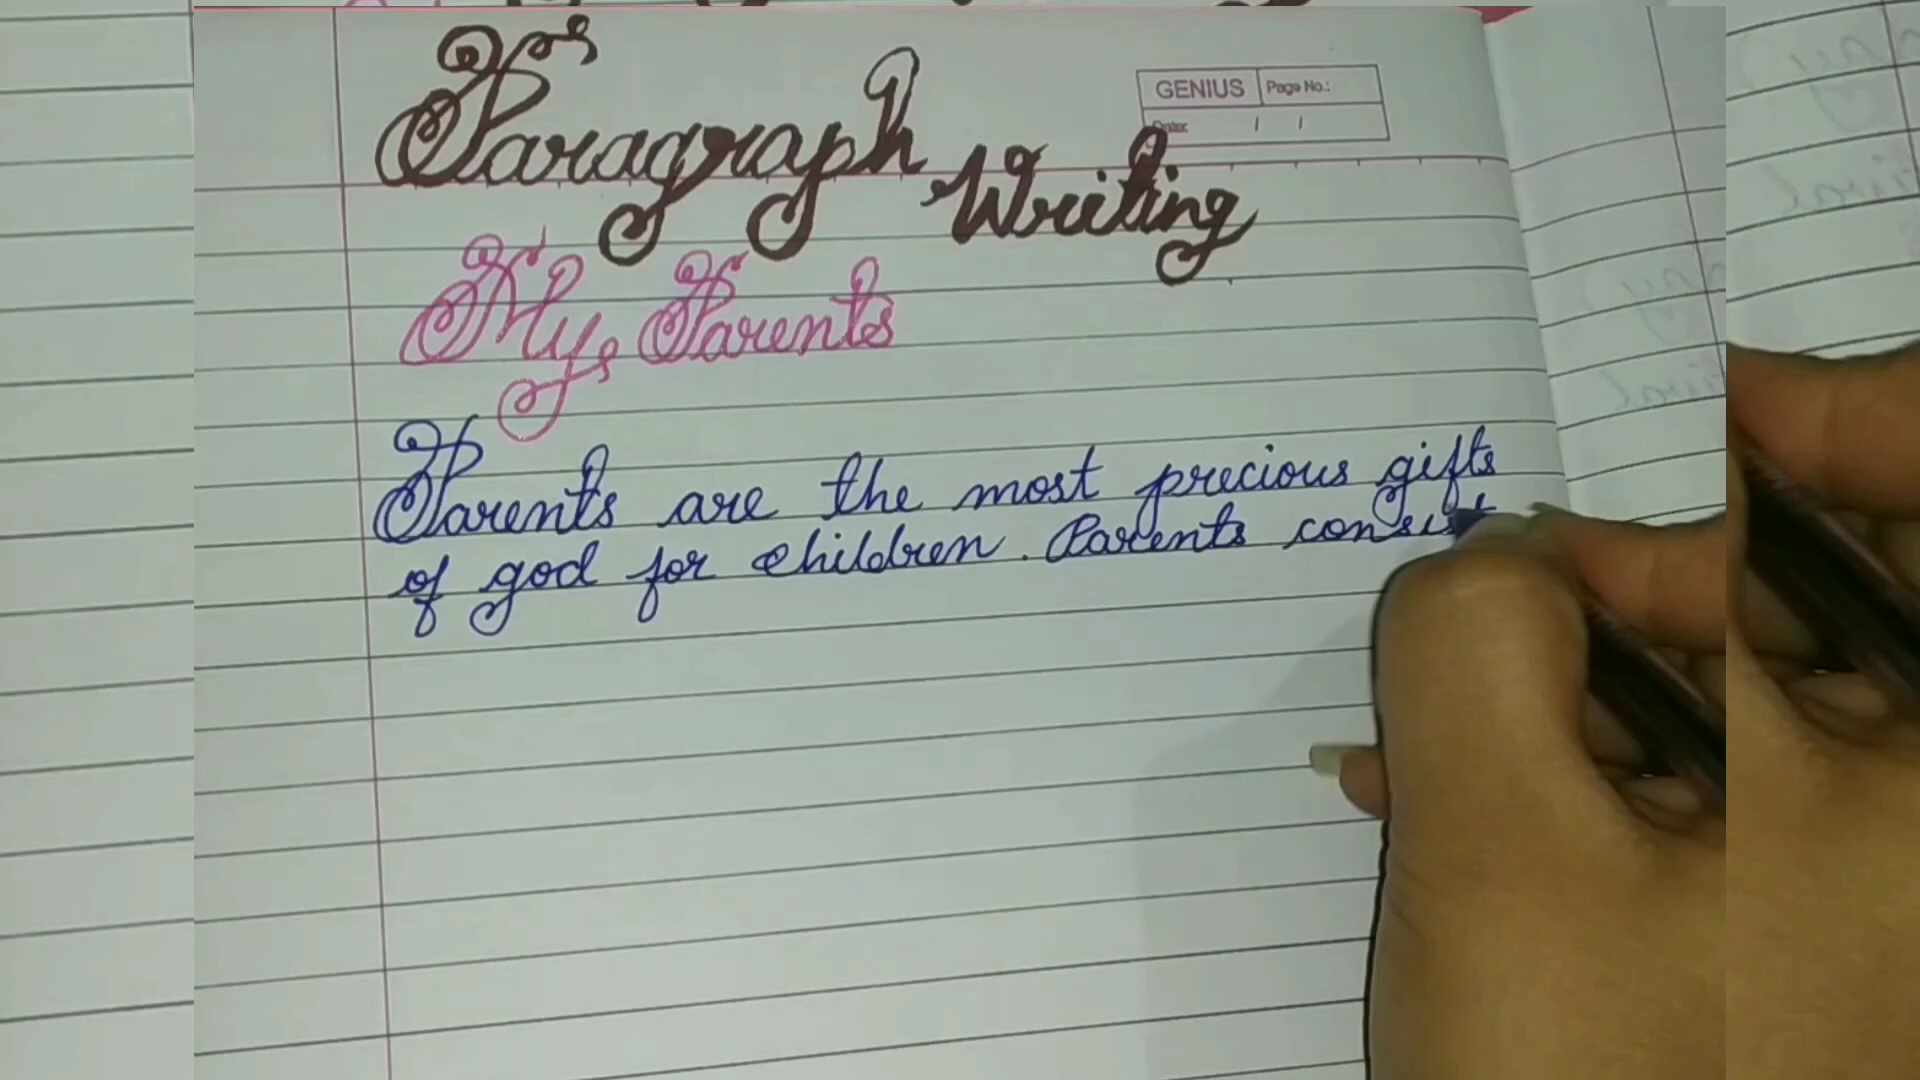 Paragraph Writing
GENIUS Page No.:
Date: / /
My Parents
Parents are the most precious gifts
of god for children. Parents consist